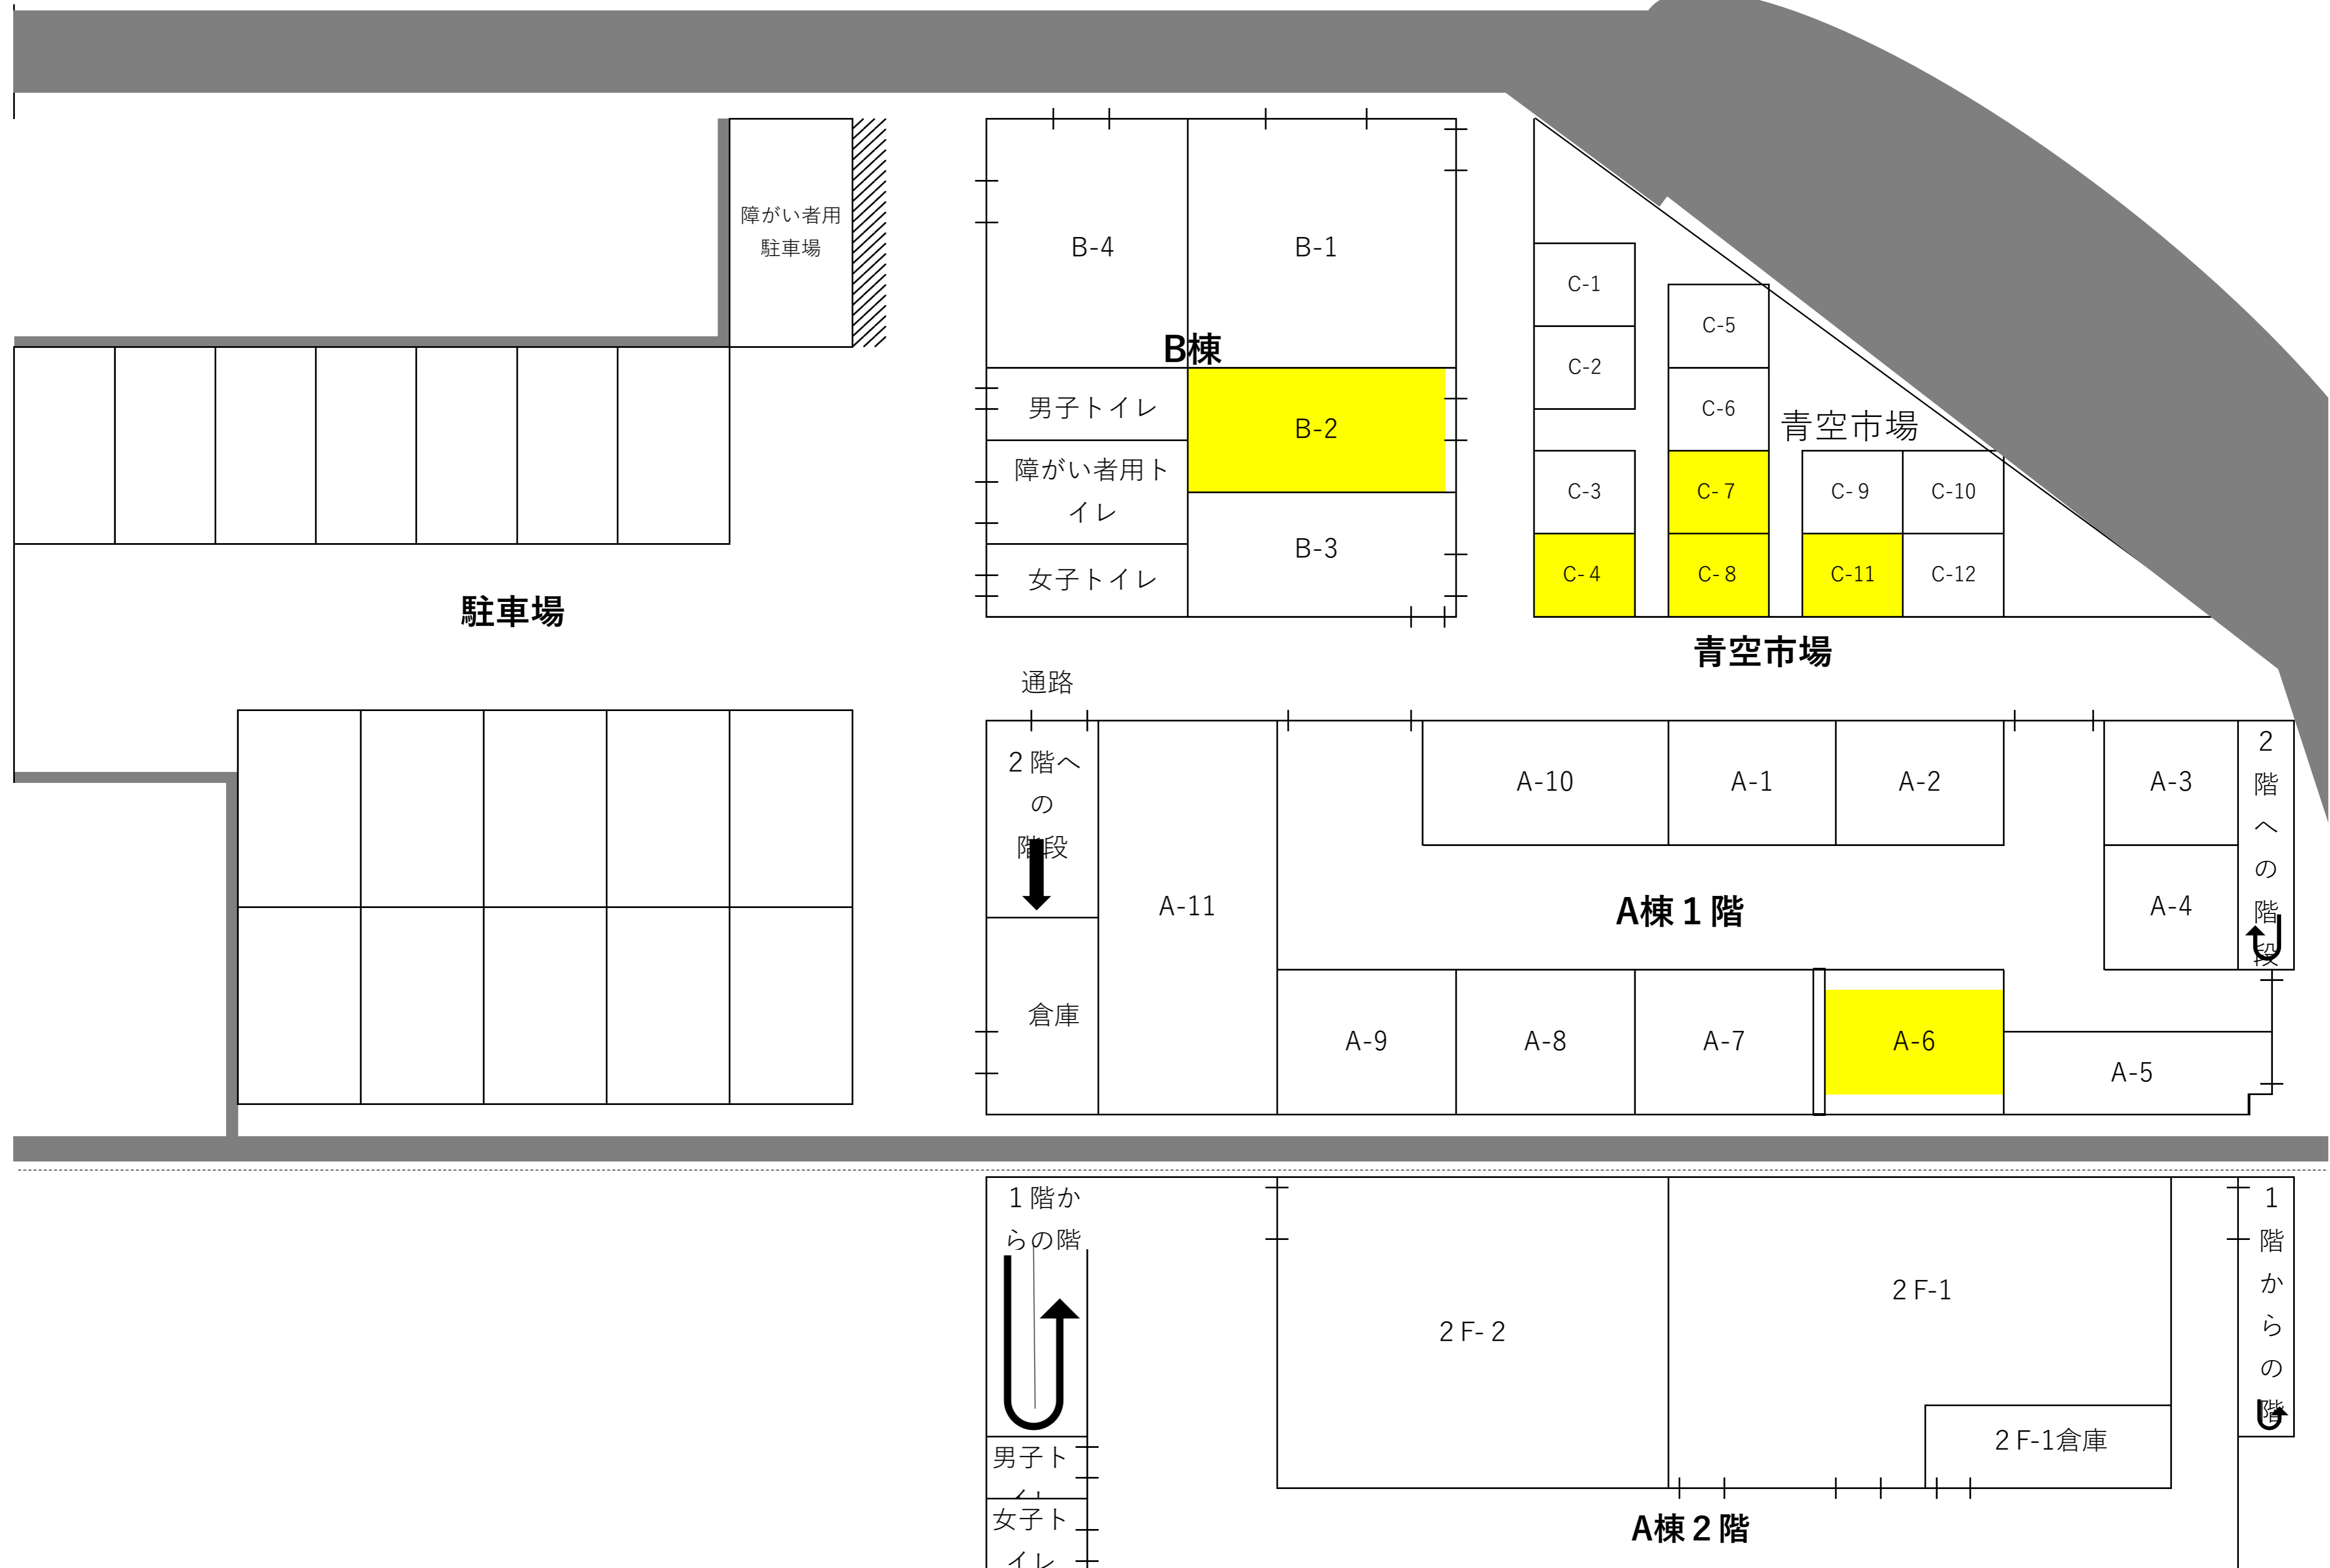 障がい者用
駐車場
B-4
B-1
B棟
男子トイレ
B-2
障がい者用ト
イレ
B-3
女子トイレ
C-1
C-2
C-3
C-４
C-5
C-6
C-７
C-８
青空市場
C-９
C-10
C-11
C-12
駐車場
青空市場
通路
２階へ
の
階段
倉庫
A-11
A-10
A-1
A-2
A-3
A-4
２
階
へ
の
階
段
A棟１階
A-9
A-8
A-7
A-6
A-5
１階か
らの階
男子ト
女子ト
イレ
２F-２
２F-1
２F-1倉庫
１
階
か
ら
の
階
A棟２階